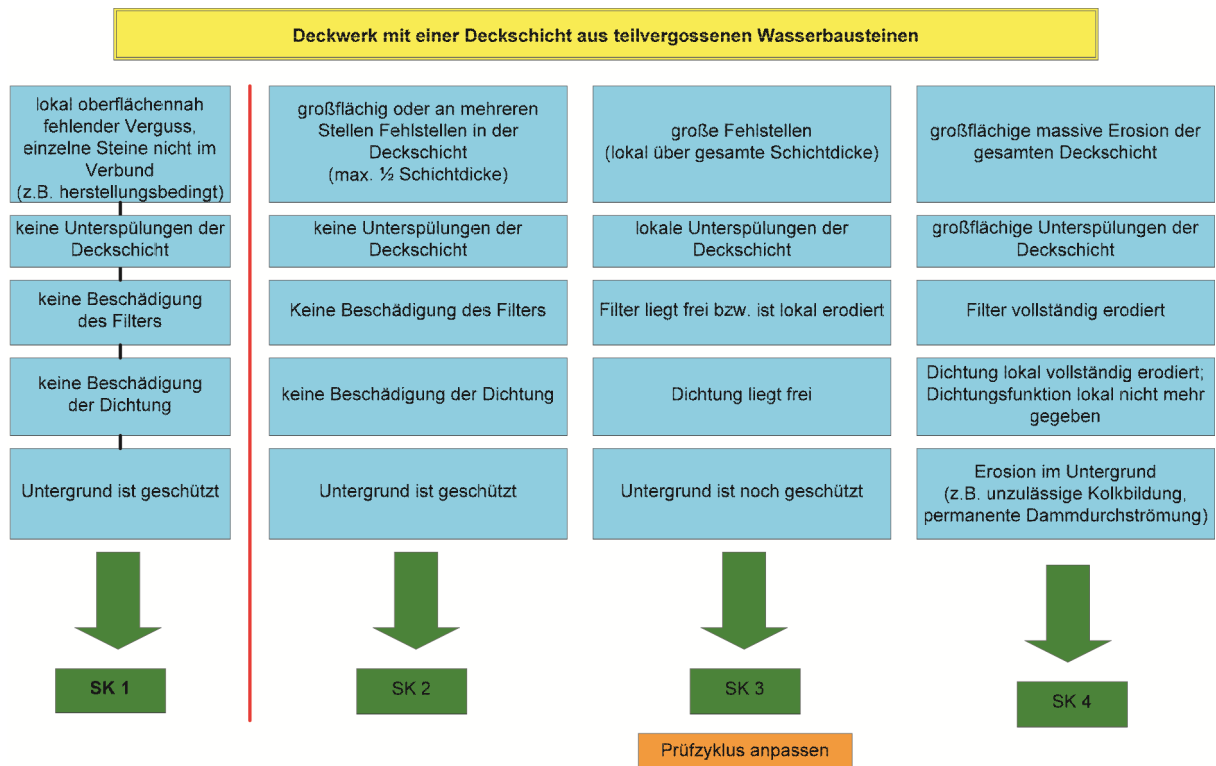 Deckwerk mit einer Deckschicht aus teilvergossenen Wasserbausteinen
lokal oberflächennah
fehlender Verguss,
einzelne Steine nicht im
Verbund
(z.B. herstellungsbedingt)
keine Unterspülungen der
Deckschicht
keine Beschädigung
des Filters
keine Beschädigung
der Dichtung
Untergrund ist geschützt
SK 1
großflächig oder an mehreren
Stellen Fehlstellen in der
Deckschicht
(max. ½ Schichtdicke)
keine Unterspülungen der
Deckschicht
Keine Beschädigung des Filters
keine Beschädigung der Dichtung
Untergrund ist geschützt
SK 2
große Fehlstellen
(lokal über gesamte Schichtdicke)
lokale Unterspülungen der
Deckschicht
Filter liegt frei bzw. ist lokal erodiert
Dichtung liegt frei
Untergrund ist noch geschützt
SK 3
Prüfzyklus anpassen
großflächige massive Erosion der
gesamten Deckschicht
großflächige Unterspülungen der
Deckschicht
Filter vollständig erodiert
Dichtung lokal vollständig erodiert;
Dichtungsfunktion lokal nicht mehr
gegeben
Erosion im Untergrund
(z.B. unzulässige Kolkbildung,
permanente Dammdurchströmung)
SK 4